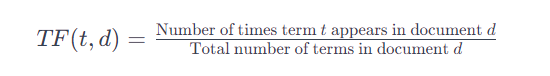 TF(t, d) = Number of times term t appears in document d / Total number of terms in document d